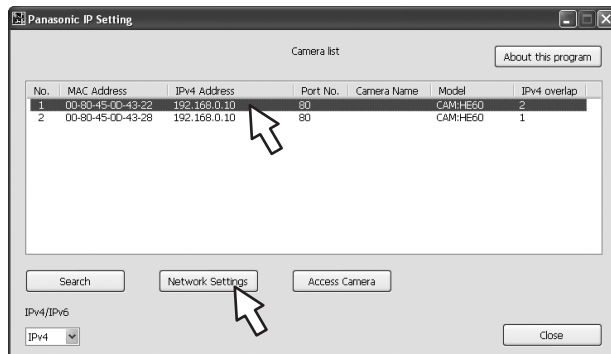 Panasonic IP Setting
Camera list
About this program
No. MAC Address IPv4 Address Port No. Camera Name Model IPv4 overlap
1 00-80-45-0D-43-22 192.168.0.10 80 CAM:HE60 2
2 00-80-45-0D-43-28 192.168.0.10 80 CAM:HE60 1
Search Network Settings Access Camera
IPv4/IPv6
IPv4 Close